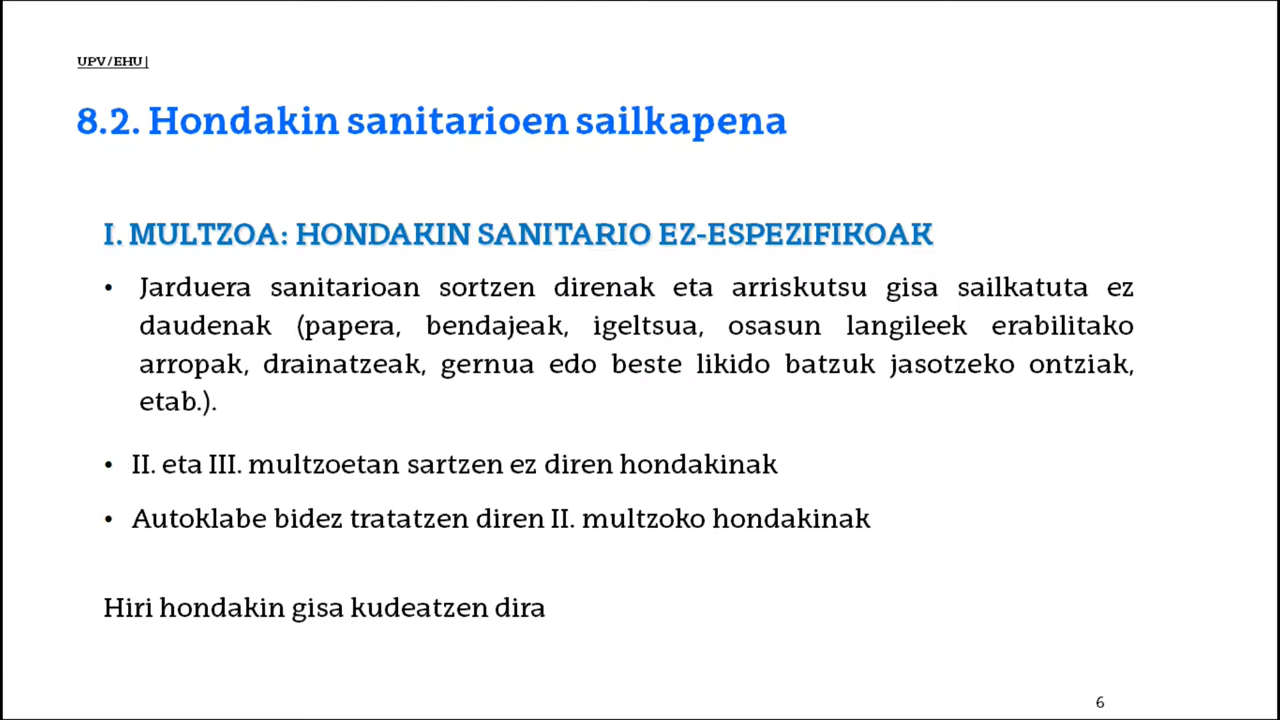 UPV/EHU|
8.2. Hondakin sanitarioen sailkapena
I. MULTZOA: HONDAKIN SANITARIO EZ-ESPEZIFIKOAK
• Jarduera sanitarioan sortzen direnak eta arriskutsu gisa sailkatuta ez
daudenak (papera, bendajeak, igeltsua, osasun langileek erabilitako
arropak, drainatzeak, gernua edo beste likido batzuk jasotzeko ontziak,
etab.).
• II. eta III. multzoetan sartzen ez diren hondakinak
• Autoklabe bidez tratatzen diren II. multzoko hondakinak
Hiri hondakin gisa kudeatzen dira
6